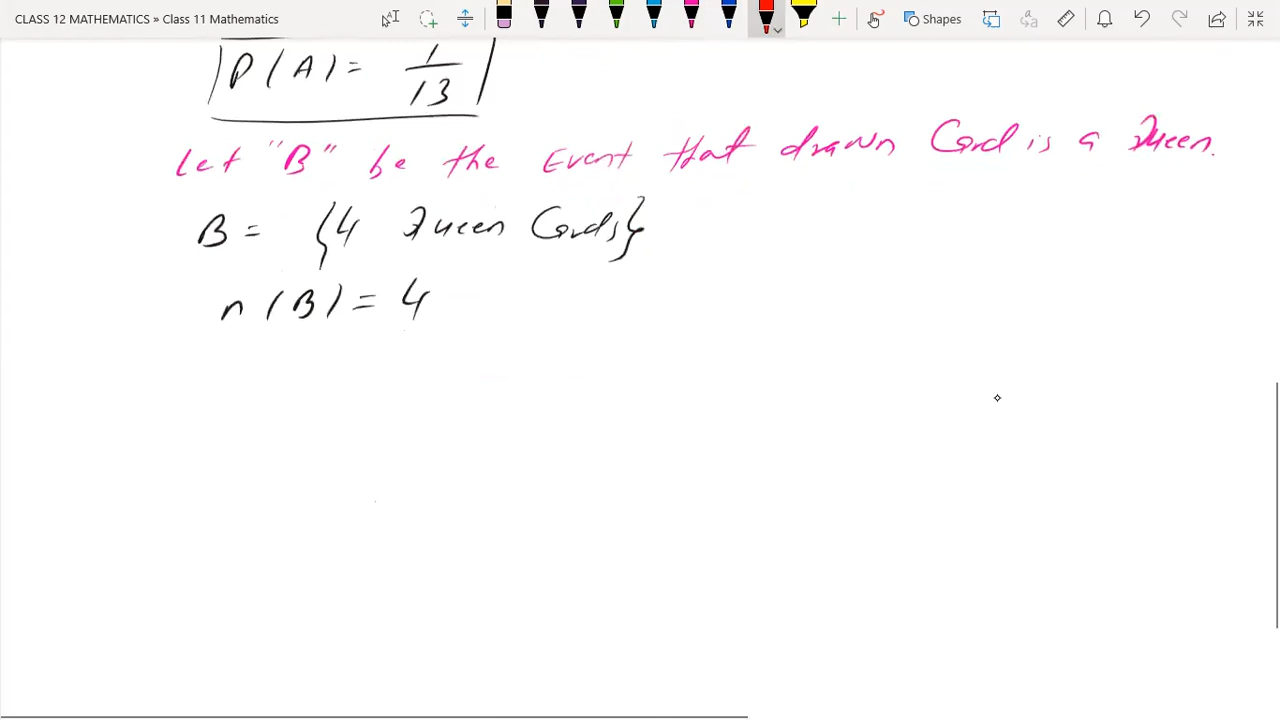 CLASS 12 MATHEMATICS » Class 11 Mathematics
Shapes
P(A) = 1/13
Let "B" be the Event that drawn Card is a Queen.
B = {4 Queen Cards}
n(B) = 4